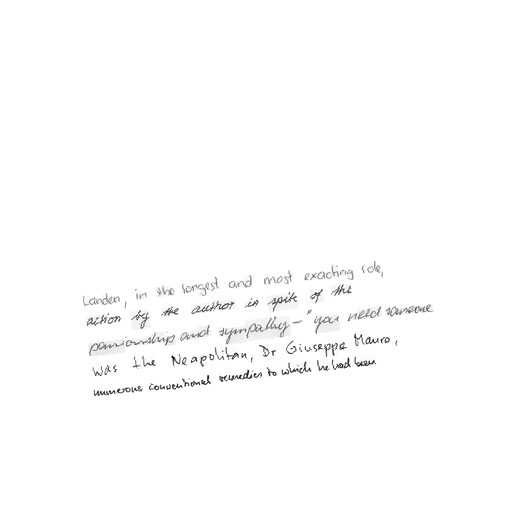 Landen, in the longest and most exacting role,
action by the author in spite of the
panionship and sympathy - "you need someone
was the Neapolitan, Dr Giuseppe Mauro,
numerous conventional remedies to which he had been